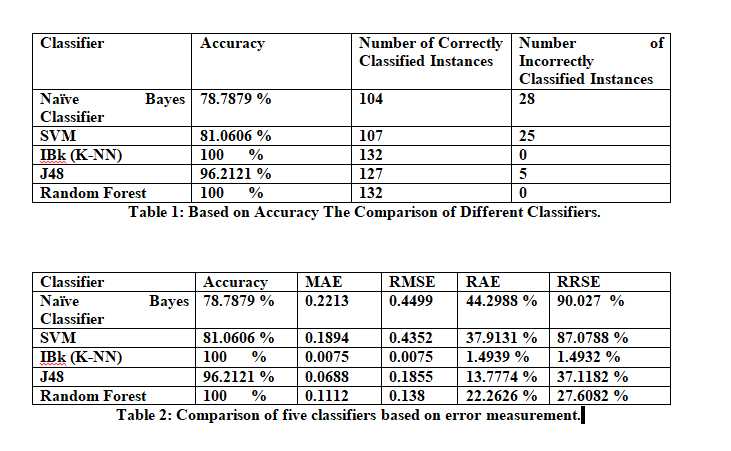 Classifier Accuracy Number of Correctly Number of
Classified Instances Incorrectly
Classified Instances
Naïve Bayes 78.7879 % 104 28
Classifier
SVM 81.0606 % 107 25
IBk (K-NN) 100 % 132 0
J48 96.2121 % 127 5
Random Forest 100 % 132 0
Table 1: Based on Accuracy The Comparison of Different Classifiers.
Classifier Accuracy MAE RMSE RAE RRSE
Naïve Bayes 78.7879 % 0.2213 0.4499 44.2988 % 90.027 %
Classifier
SVM 81.0606 % 0.1894 0.4352 37.9131 % 87.0788 %
IBk (K-NN) 100 % 0.0075 0.0075 1.4939 % 1.4932 %
J48 96.2121 % 0.0688 0.1855 13.7774 % 37.1182 %
Random Forest 100 % 0.1112 0.138 22.2626 % 27.6082 %
Table 2: Comparison of five classifiers based on error measurement.